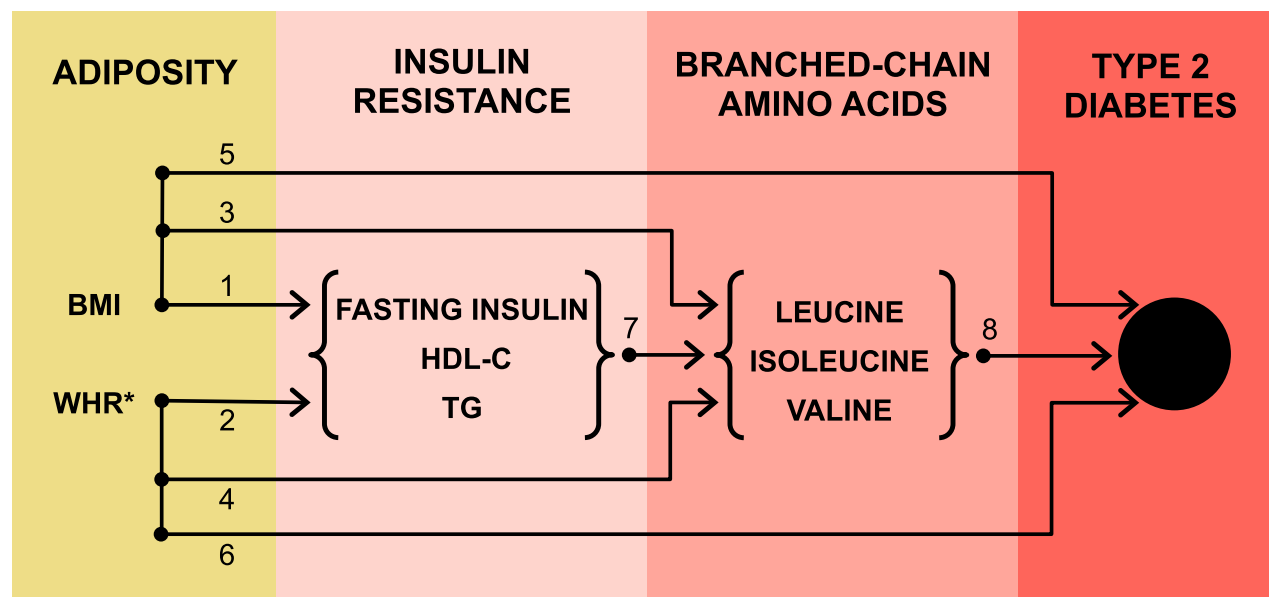 ADIPOSITY
INSULIN
RESISTANCE
BRANCHED-CHAIN
AMINO ACIDS
TYPE 2
DIABETES
5
3
1
BMI
FASTING INSULIN
HDL-C
TG
7
LEUCINE
ISOLEUCINE
VALINE
8
WHR*
2
4
6